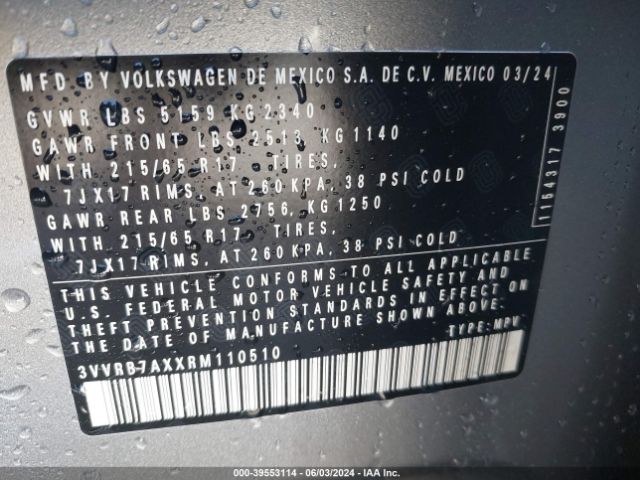 MFD. BY VOLKSWAGEN DE MEXICO S.A. DE C.V. MEXICO 03/24
GVWR LBS 5159 KG 2340
GAWR FRONT LBS 2513, KG 1140
WITH 215/65 R17 TIRES,
7JX17 RIMS, AT 260 KPA, 38 PSI COLD
GAWR REAR LBS 2756, KG 1250
WITH 215/65 R17 TIRES,
7JX17 RIMS, AT 260 KPA, 38 PSI COLD
THIS VEHICLE CONFORMS TO ALL APPLICABLE
U.S. FEDERAL MOTOR VEHICLE SAFETY AND
THEFT PREVENTION STANDARDS IN EFFECT ON
THE DATE OF MANUFACTURE SHOWN ABOVE.
3VVRB7AXXRM110510 TYPE: MPV
1154317 3900
000-39553114 - 06/03/2024 - IAA Inc.